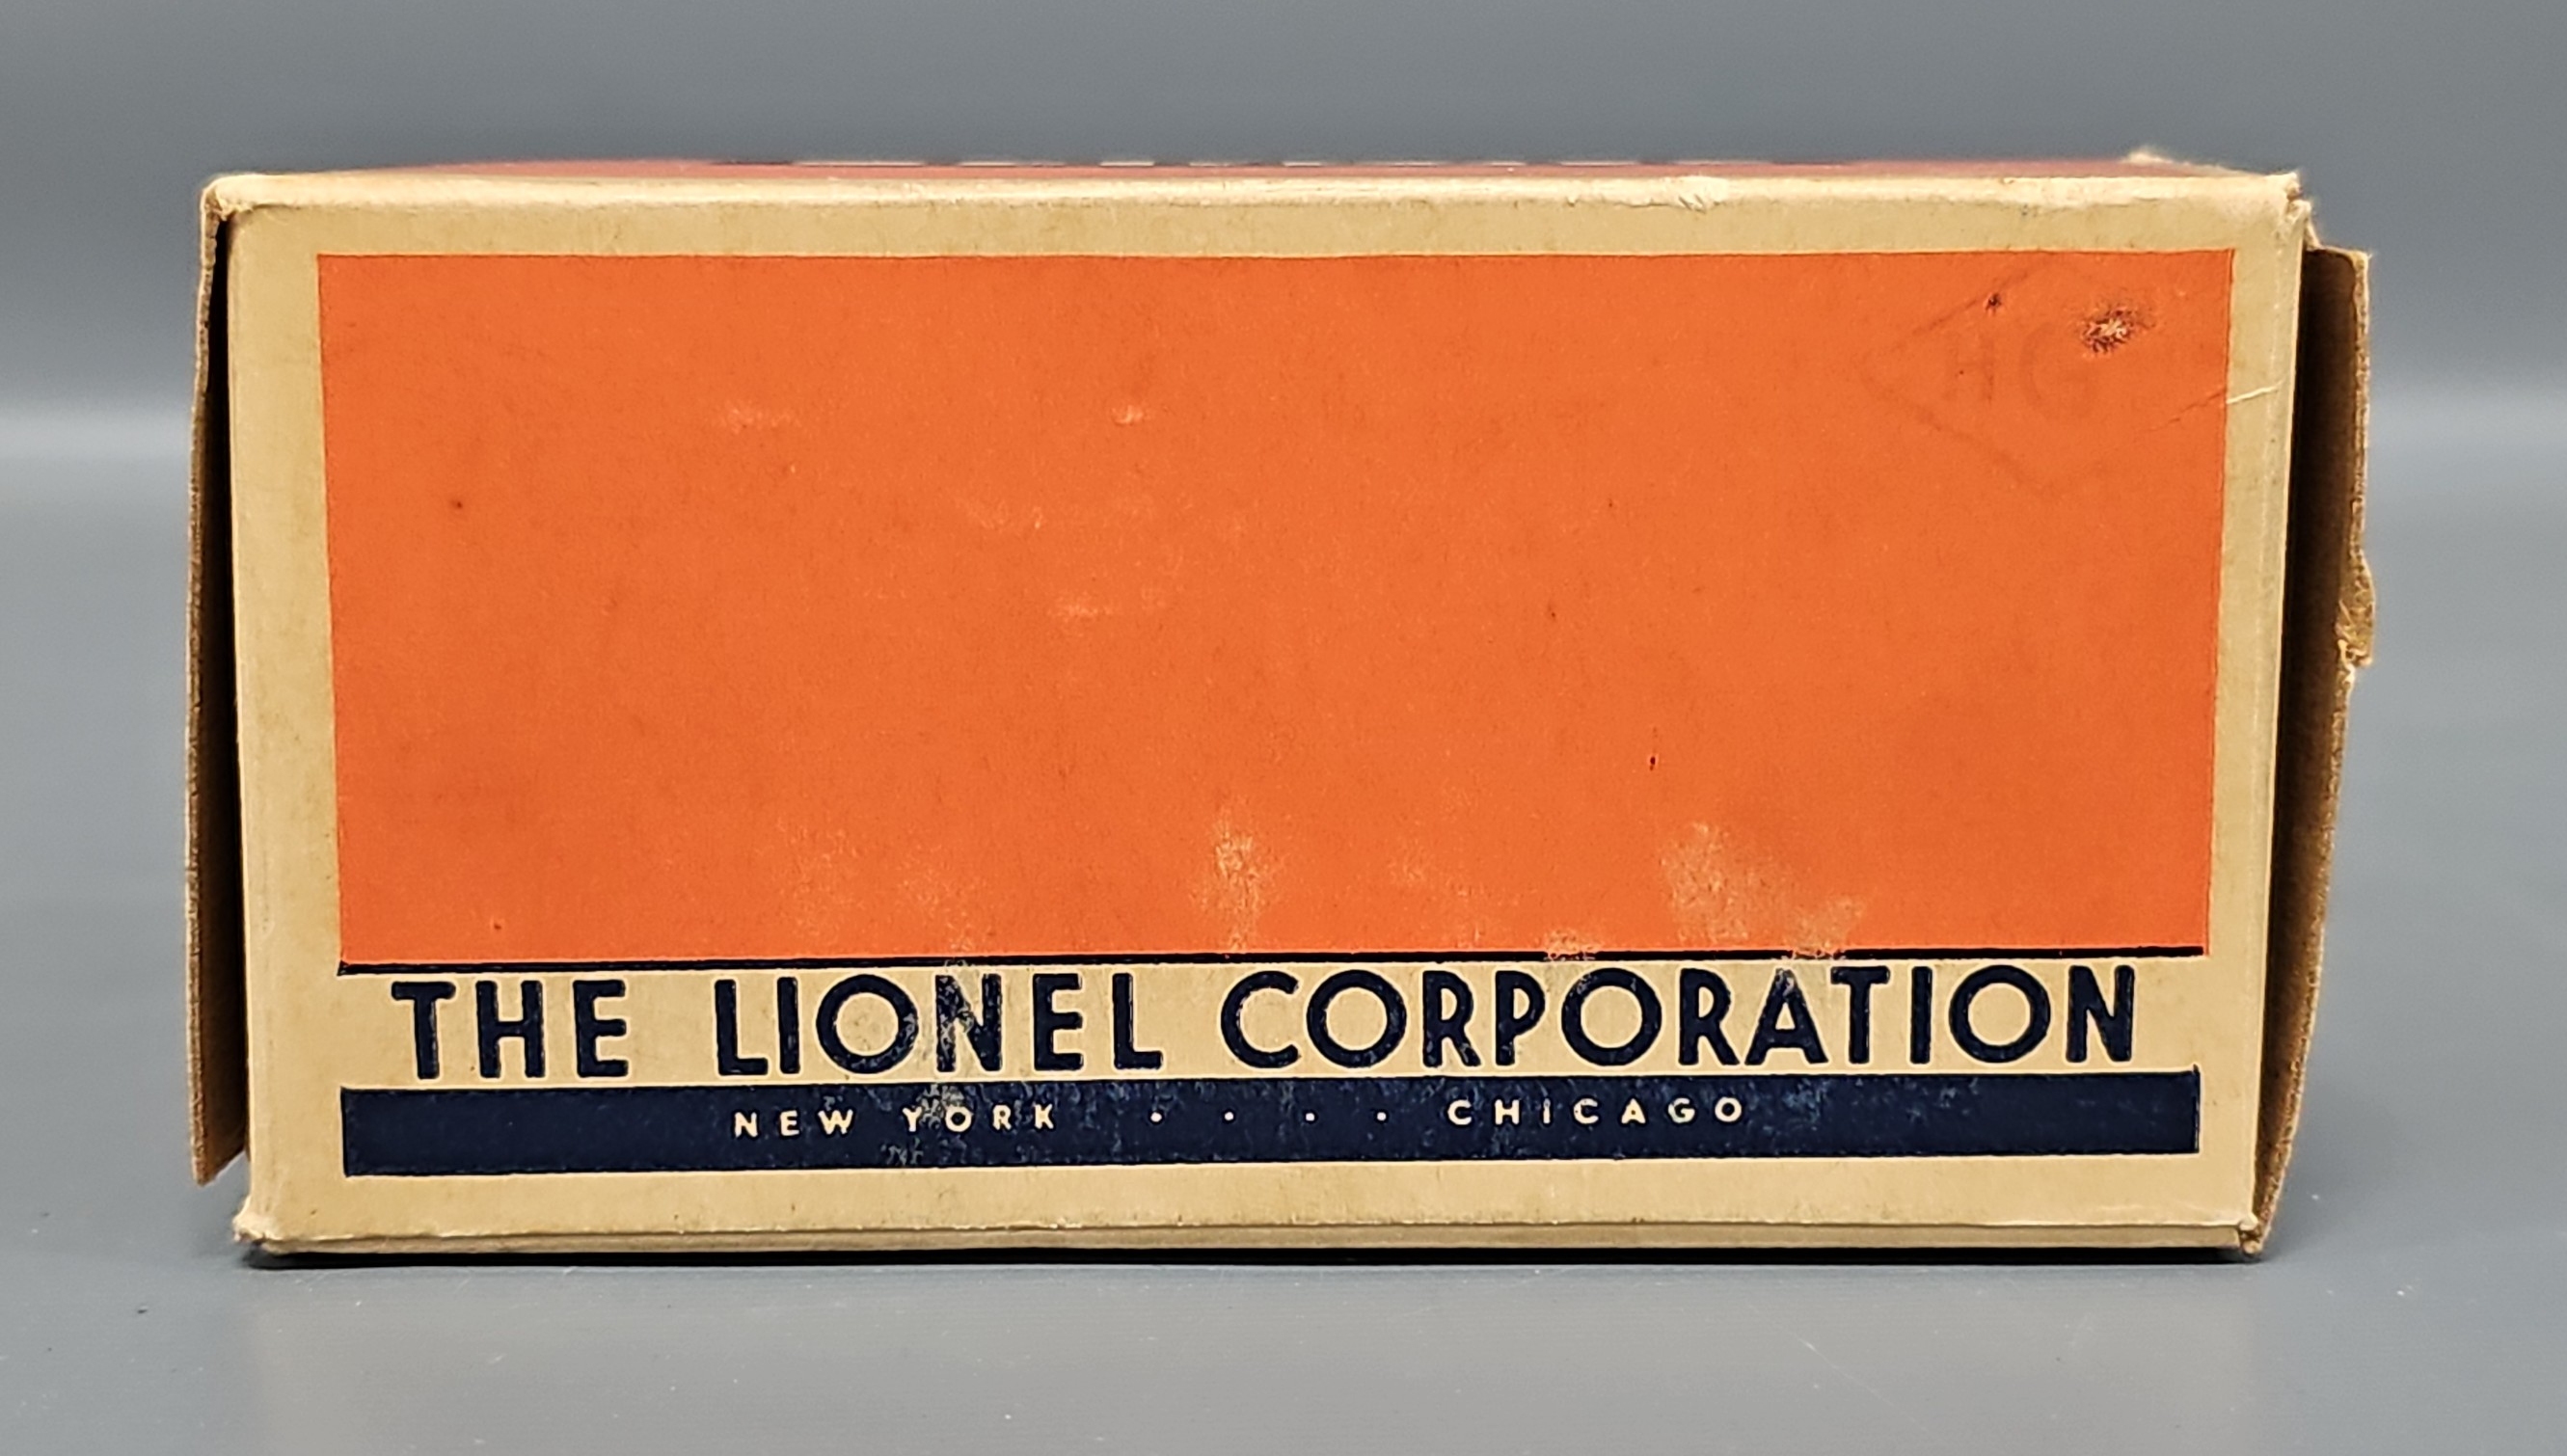 THE LIONEL CORPORATION
NEW YORK . . . . CHICAGO